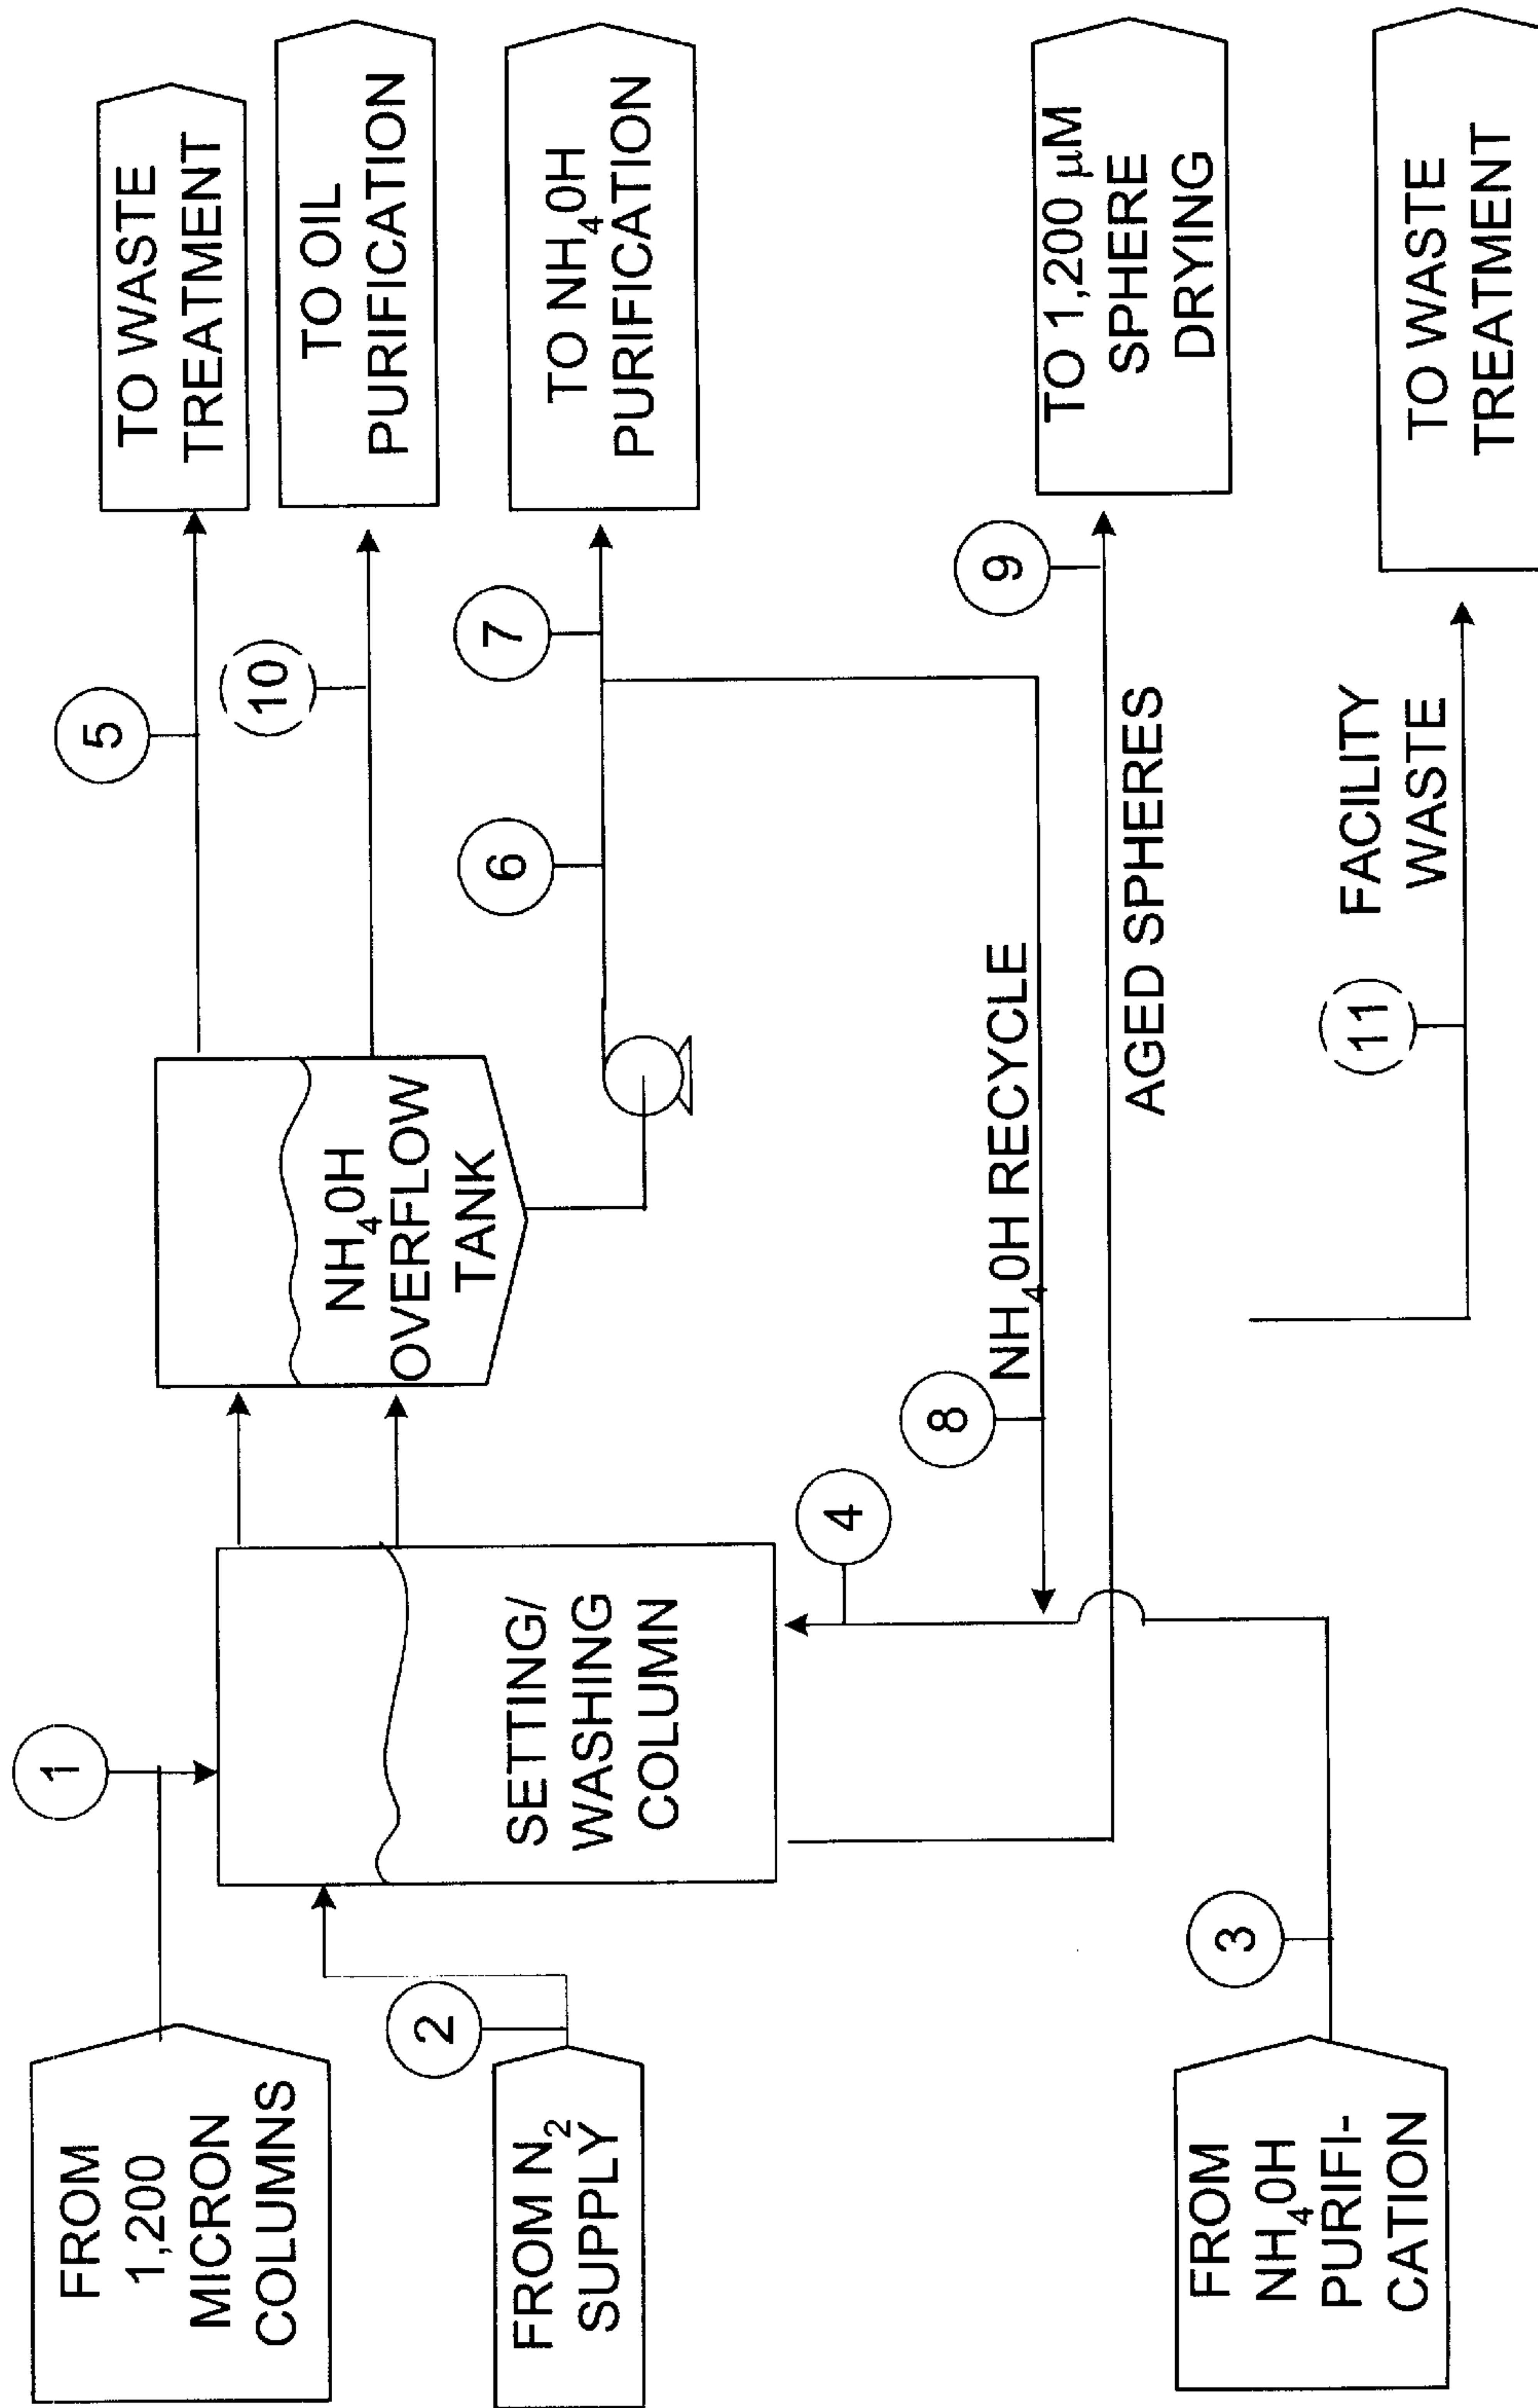 FROM
1,200
MICRON
COLUMNS
1
FROM N2
SUPPLY
2
FROM
NH40H
PURIFI-
CATION
3
SETTING/
WASHING
COLUMN
4
NH40H
OVERFLOW
TANK
5
TO WASTE
TREATMENT
10
TO OIL
PURIFICATION
6
7
TO NH40H
PURIFICATION
8
NH40H RECYCLE
9
AGED SPHERES
TO 1,200 µM
SPHERE
DRYING
11
FACILITY
WASTE
TO WASTE
TREATMENT